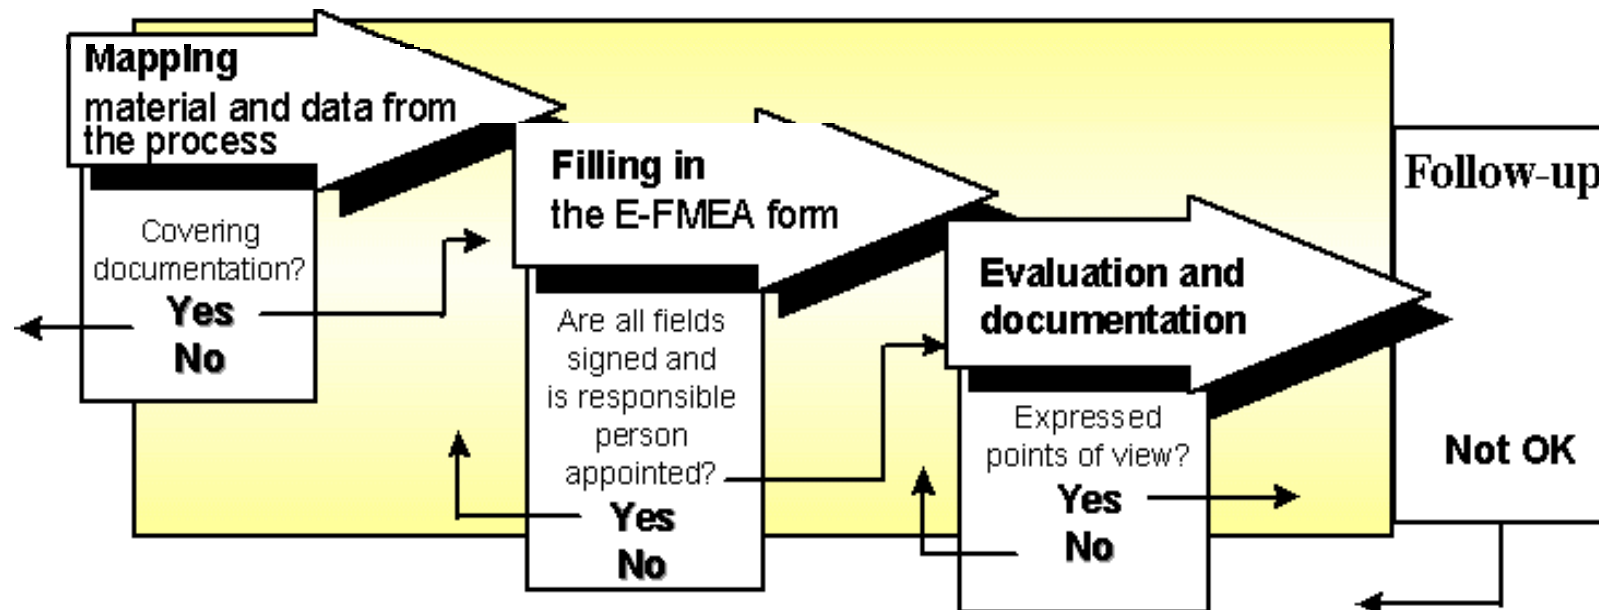 Mapping
material and data from
the process
Covering
documentation?
Yes
No
Filling in
the E-FMEA form
Are all fields
signed and
is responsible
person
appointed?
Yes
No
Evaluation and
documentation
Expressed
points of view?
Yes
No
Follow-up
Not OK